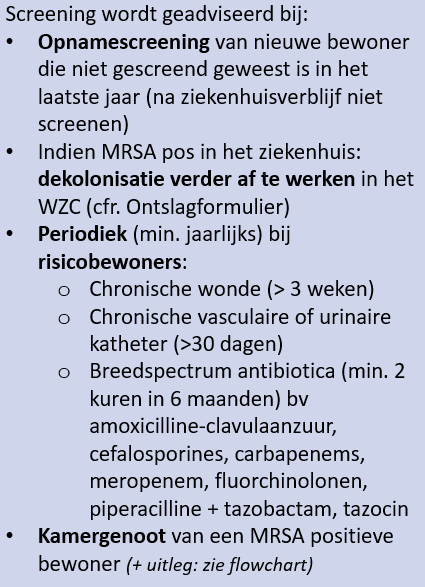 Screening wordt geadviseerd bij:
• Opnamescreening van nieuwe bewoner
die niet gescreend geweest is in het
laatste jaar (na ziekenhuisverblijf niet
screenen)
• Indien MRSA pos in het ziekenhuis:
dekolonisatie verder af te werken in het
WZC (cfr. Ontslagformulier)
• Periodiek (min. jaarlijks) bij
risicobewoners:
o Chronische wonde (> 3 weken)
o Chronische vasculaire of urinaire
katheter (>30 dagen)
o Breedspectrum antibiotica (min. 2
kuren in 6 maanden) bv
amoxicilline-clavulaanzuur,
cefalosporines, carbapenems,
meropenem, fluorchinolonen,
piperacilline + tazobactam, tazocin
• Kamergenoot van een MRSA positieve
bewoner (+ uitleg: zie flowchart)